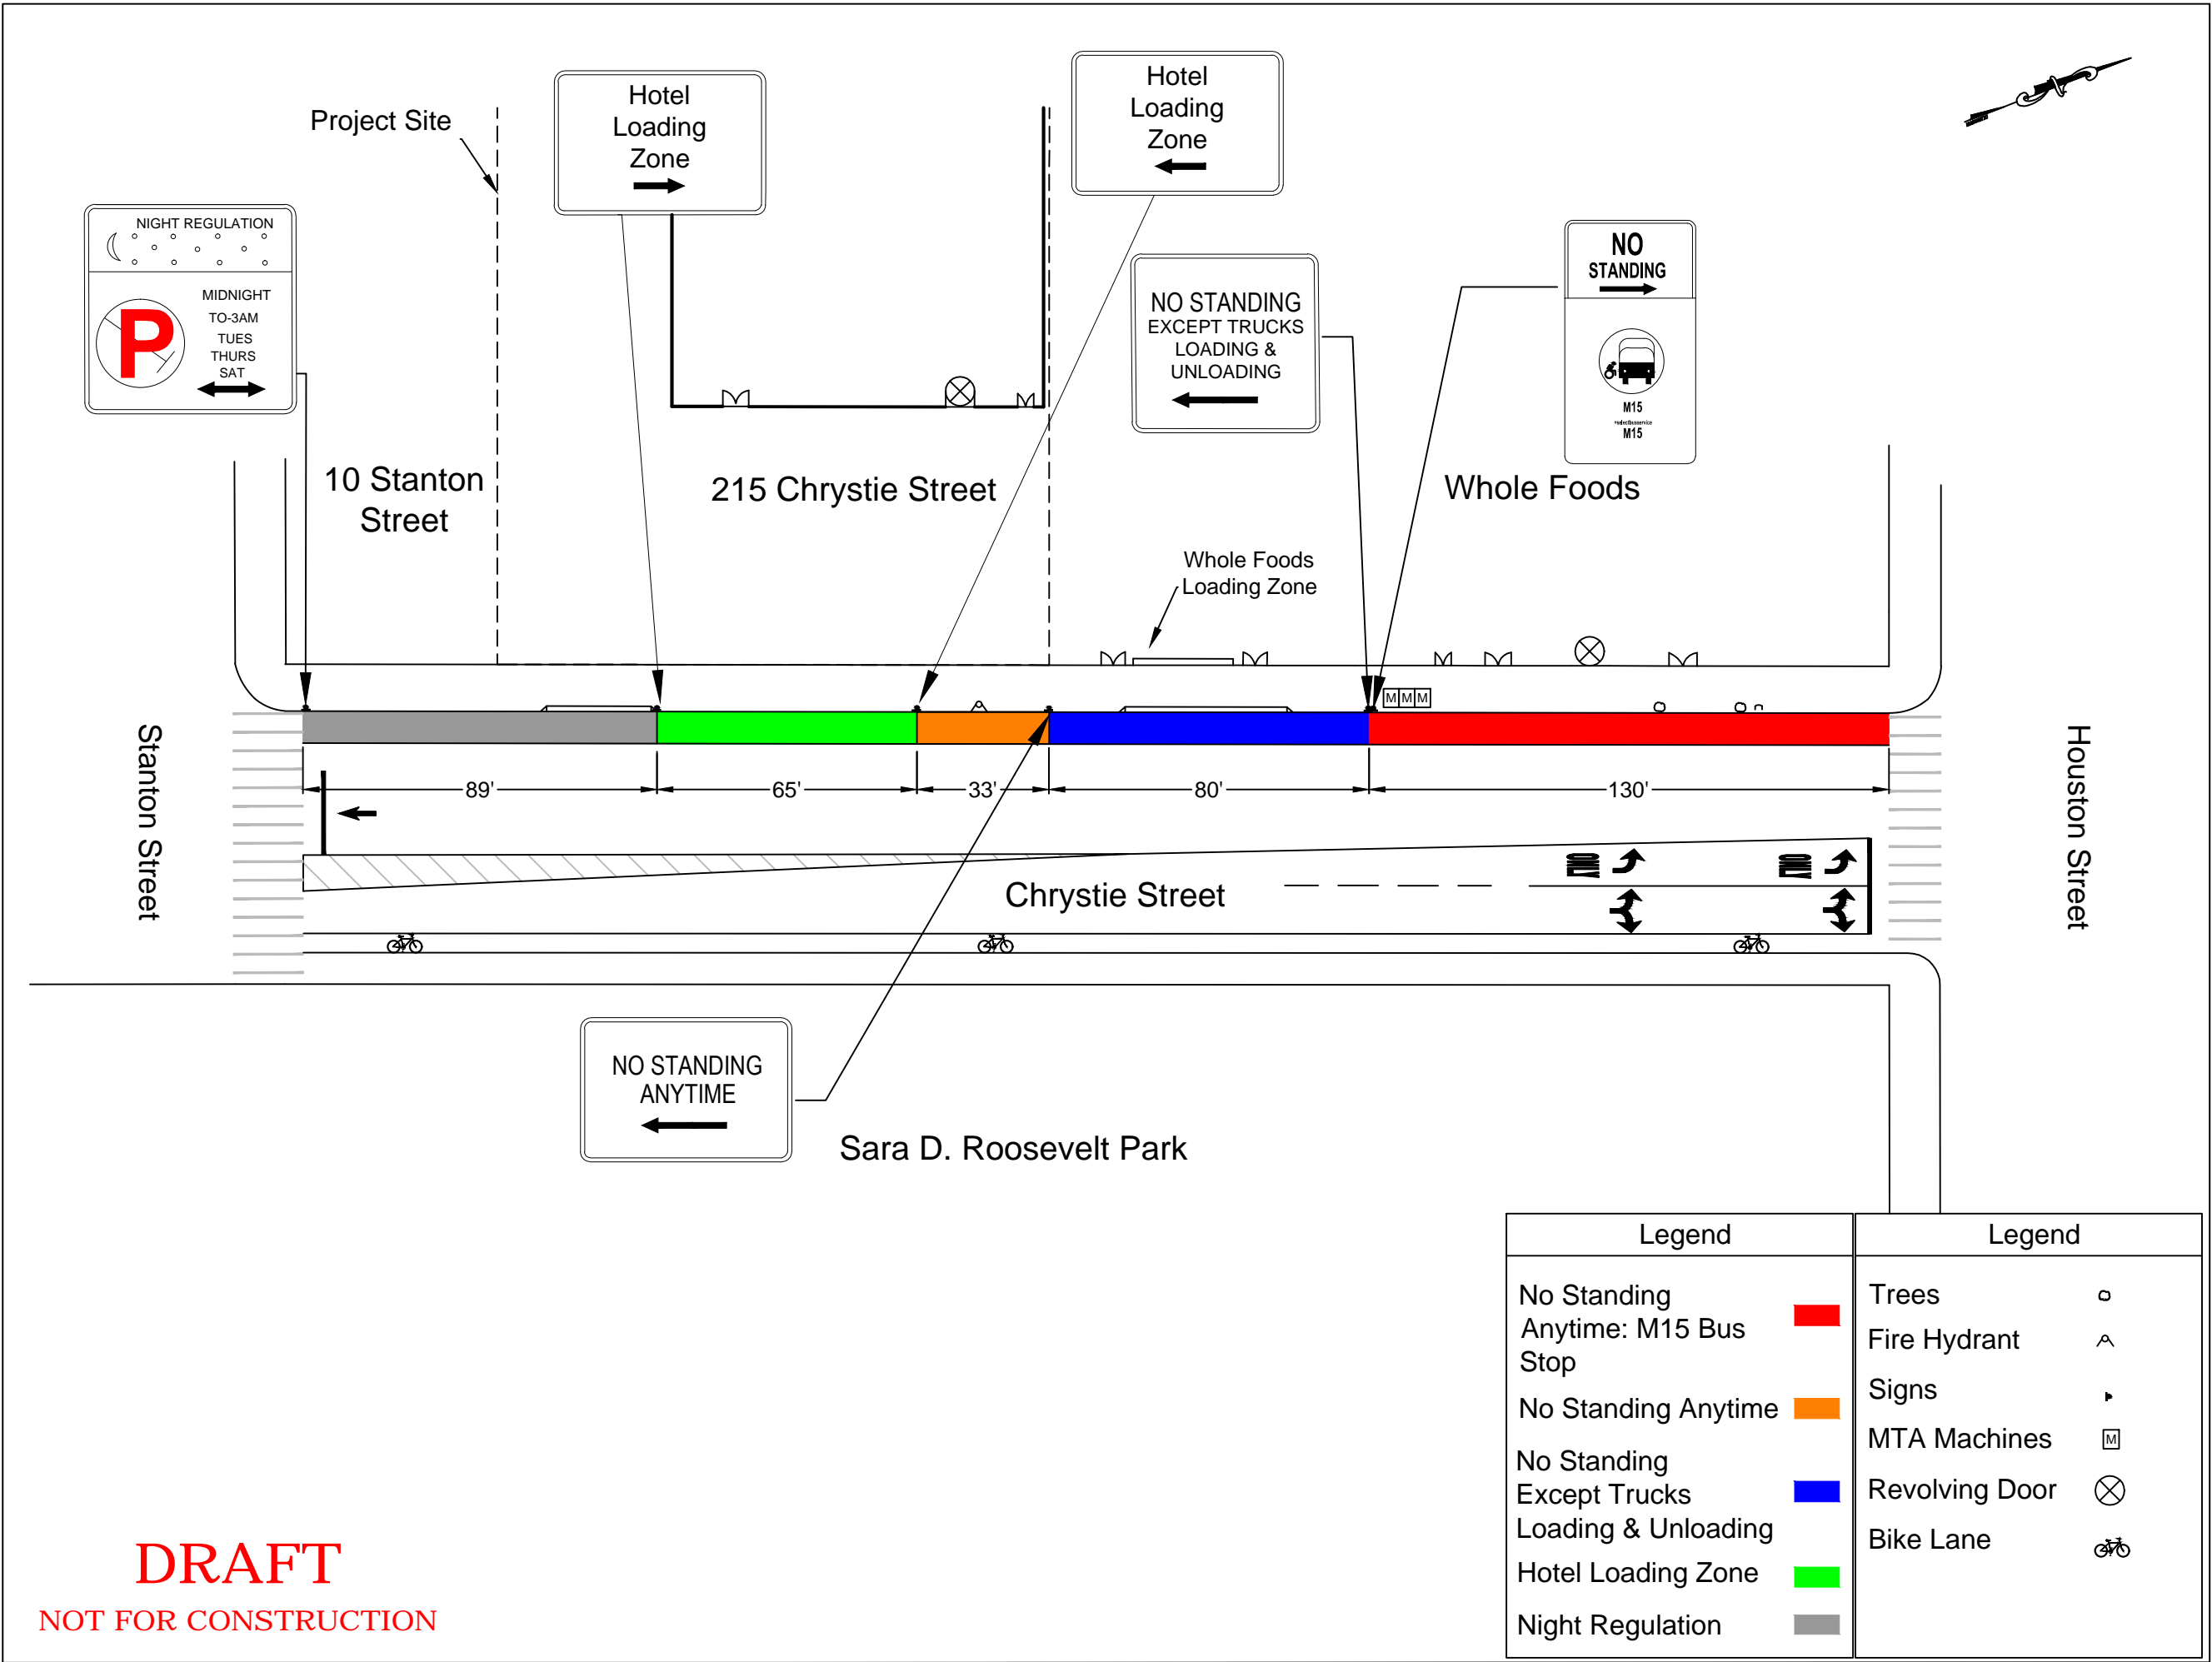 Project Site
Hotel
Loading
Zone
Hotel
Loading
Zone
NIGHT REGULATION
MIDNIGHT
TO-3AM
TUES
THURS
SAT
P
NO STANDING
EXCEPT TRUCKS
LOADING &
UNLOADING
NO
STANDING
M15
+selectbusservice
M15
10 Stanton
Street
215 Chrystie Street
Whole Foods
Whole Foods
Loading Zone
M M M
Stanton Street
89'
65'
33'
80'
130'
Houston Street
Chrystie Street
ONLY
ONLY
NO STANDING
ANYTIME
Sara D. Roosevelt Park
Legend
No Standing
Anytime: M15 Bus
Stop
No Standing Anytime
No Standing
Except Trucks
Loading & Unloading
Hotel Loading Zone
Night Regulation
Legend
Trees
Fire Hydrant
Signs
MTA Machines M
Revolving Door
Bike Lane
DRAFT
NOT FOR CONSTRUCTION